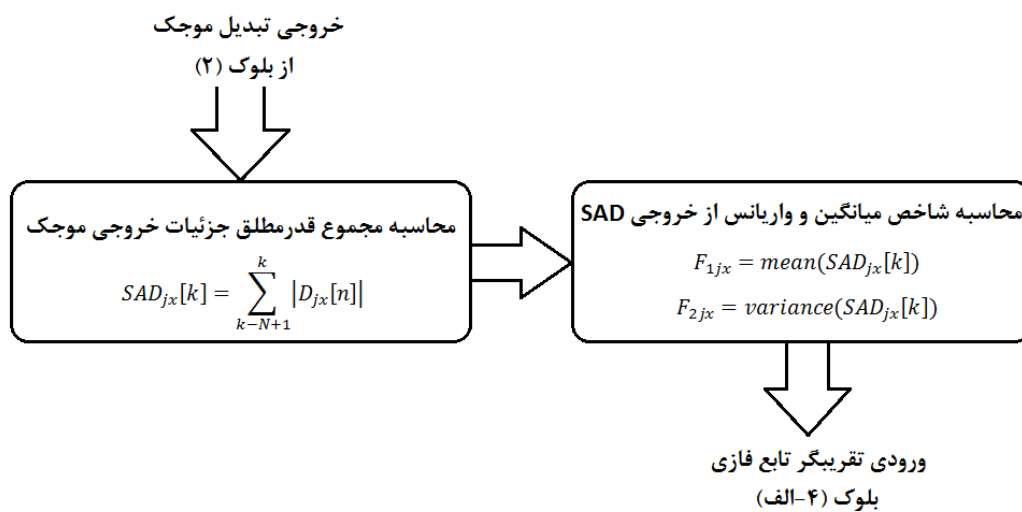 خروجی تبدیل موجک
از بلوک (۲)
محاسبه مجموع قدرمطلق جزئیات خروجی موجک
SAD_{jx}[k] = \sum_{k-N+1}^{k} |D_{jx}[n]|
محاسبه شاخص میانگین و واریانس از خروجی SAD
F_{1jx} = mean(SAD_{jx}[k])
F_{2jx} = variance(SAD_{jx}[k])
ورودی تقریبگر تابع فازی
بلوک (۴-الف)